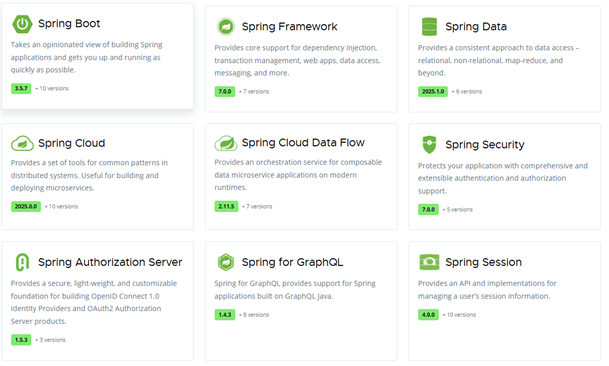 Spring Boot
Takes an opinionated view of building Spring
applications and gets you up and running as
quickly as possible.
3.5.7 + 10 versions
Spring Framework
Provides core support for dependency injection,
transaction management, web apps, data access,
messaging, and more.
7.0.0 + 7 versions
Spring Data
Provides a consistent approach to data access –
relational, non-relational, map-reduce, and
beyond.
2025.1.0 + 6 versions
Spring Cloud
Provides a set of tools for common patterns in
distributed systems. Useful for building and
deploying microservices.
2025.0.0 + 10 versions
Spring Cloud Data Flow
Provides an orchestration service for composable
data microservice applications on modern
runtimes.
2.11.5 + 7 versions
Spring Security
Protects your application with comprehensive and
extensible authentication and authorization
support.
7.0.0 + 5 versions
Spring Authorization Server
Provides a secure, light-weight, and customizable
foundation for building OpenID Connect 1.0
Identity Providers and OAuth2 Authorization
Server products.
1.5.3 + 3 versions
Spring for GraphQL
Spring for GraphQL provides support for Spring
applications built on GraphQL Java.
1.4.3 + 8 versions
Spring Session
Provides an API and implementations for
managing a user's session information.
4.0.0 + 10 versions